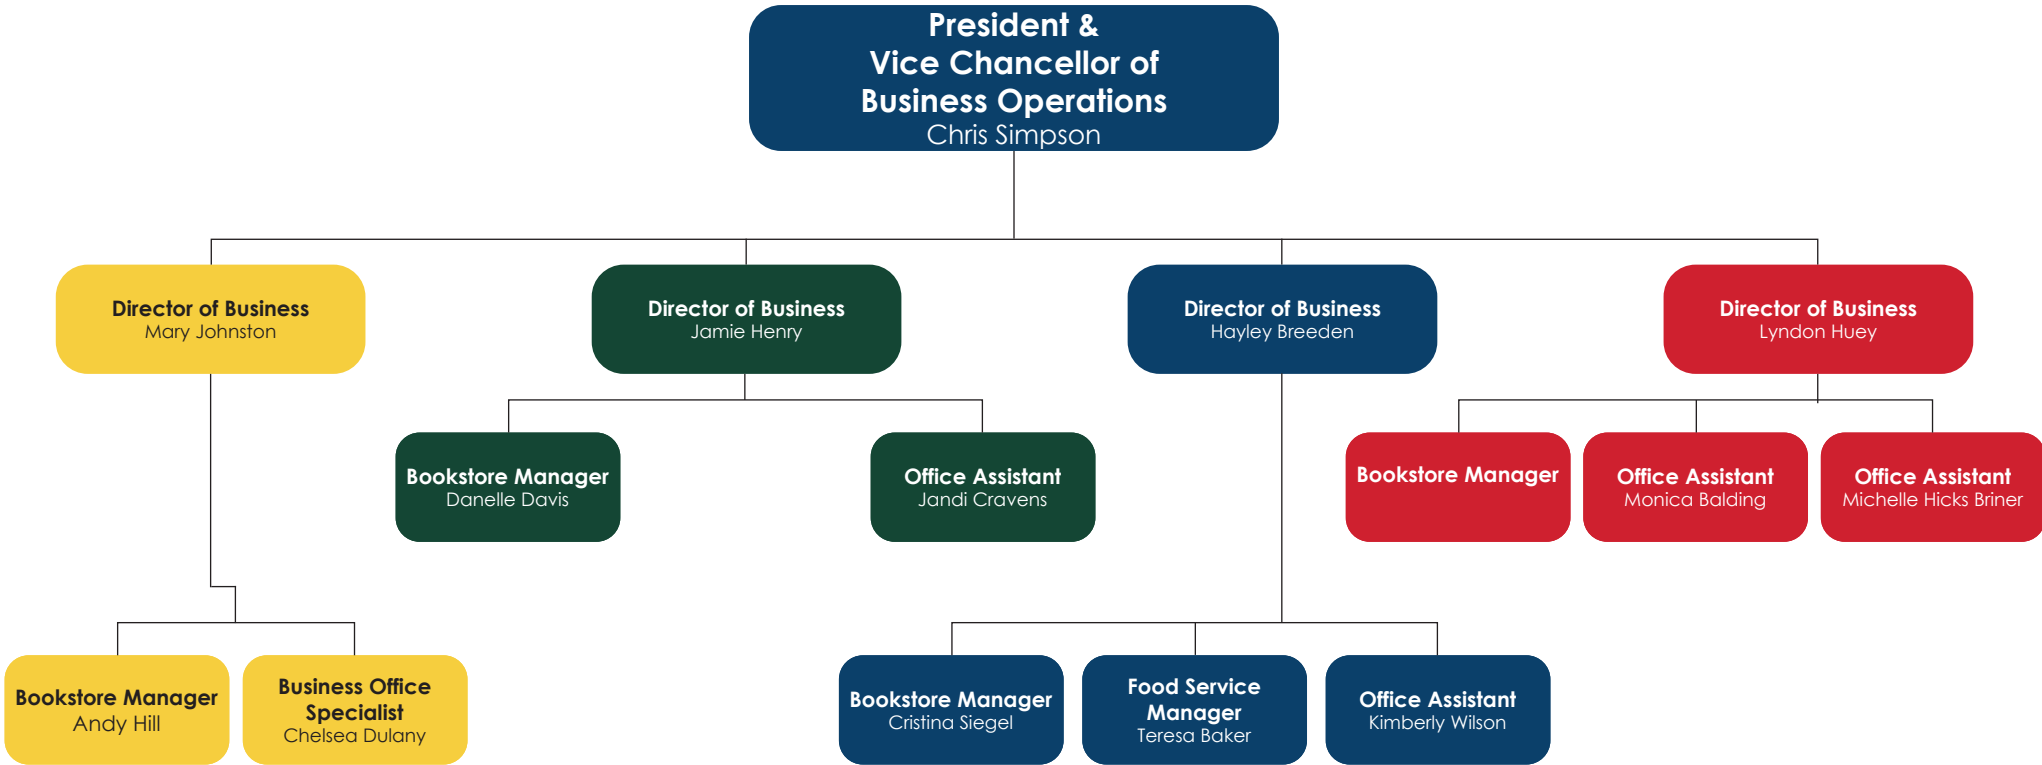 President &
Vice Chancellor of
Business Operations
Chris Simpson
Director of Business
Mary Johnston
Director of Business
Jamie Henry
Director of Business
Hayley Breeden
Director of Business
Lyndon Huey
Bookstore Manager
Danelle Davis
Office Assistant
Jandi Cravens
Bookstore Manager
Office Assistant
Monica Balding
Office Assistant
Michelle Hicks Briner
Bookstore Manager
Andy Hill
Business Office
Specialist
Chelsea Dulany
Bookstore Manager
Cristina Siegel
Food Service
Manager
Teresa Baker
Office Assistant
Kimberly Wilson